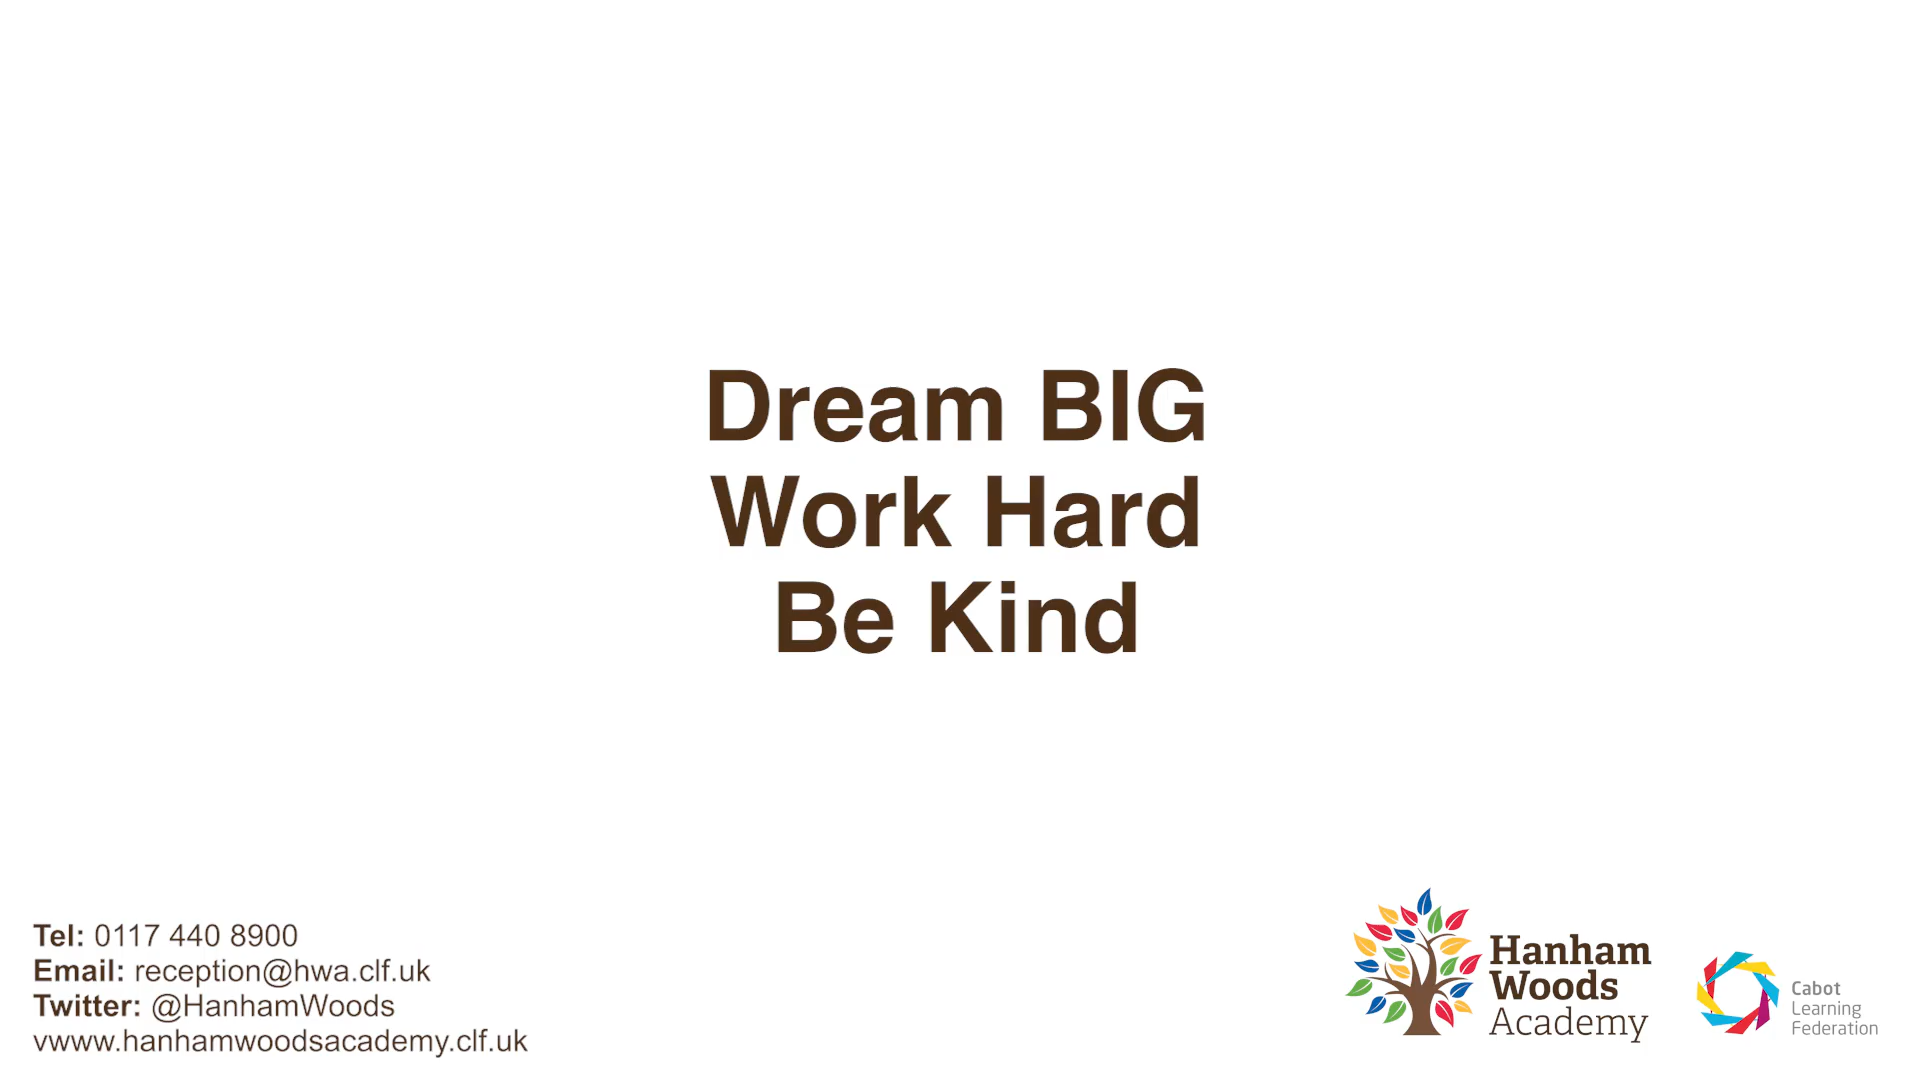 Dream BIG
Work Hard
Be Kind
Tel: 0117 440 8900
Email: reception@hwa.clf.uk
Twitter: @HanhamWoods
www.hanhamwoodsacademy.clf.uk
Hanham
Woods
Academy
Cabot
Learning
Federation